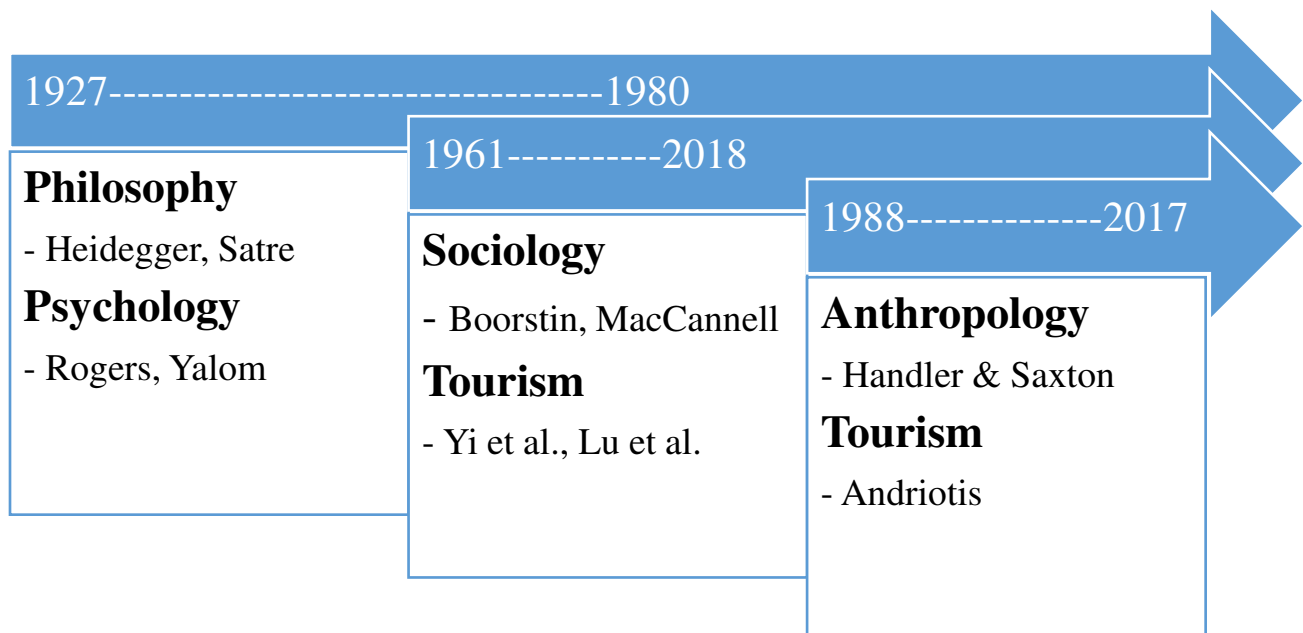 1927-----------------------------------1980
Philosophy
- Heidegger, Satre
Psychology
- Rogers, Yalom
1961-----------2018
Sociology
- Boorstin, MacCannell
Tourism
- Yi et al., Lu et al.
1988--------------2017
Anthropology
- Handler & Saxton
Tourism
- Andriotis